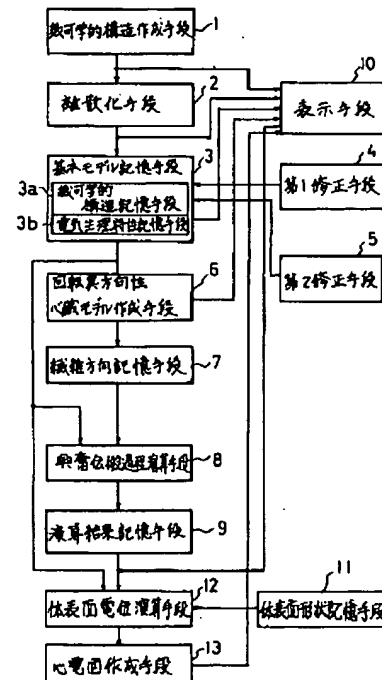 幾何学的構造作成手段
1
離散化手段
2
表示手段
10
基本モデル記憶手段
3
3a
幾何学的
構造記憶手段
3b
電気生理特性記憶手段
第1修正手段
4
第2修正手段
5
回転異方向性
心臓モデル作成手段
6
繊維方向記憶手段
7
興奮伝搬過程演算手段
8
演算結果記憶手段
9
体表面電位演算手段
12
体表面形状記憶手段
11
心電図作成手段
13